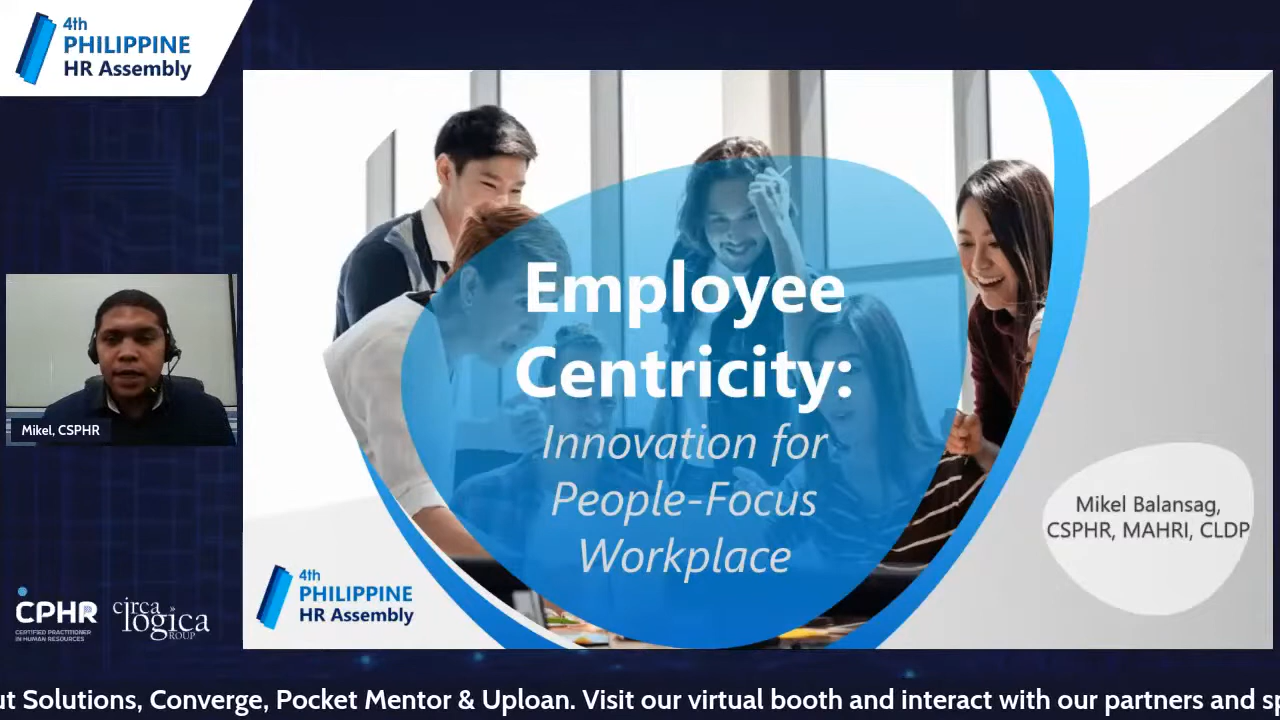 4th
PHILIPPINE
HR Assembly
Employee
Centricity:
Innovation for
People-Focus
Workplace
Mikel Balansag,
CSPHR, MAHRI, CLDP
Mikel, CSPHR
4th
PHILIPPINE
HR Assembly
CPHR
CERTIFIED PRACTITIONER
IN HUMAN RESOURCES
circa
logica
GROUP
Solutions, Converge, Pocket Mentor & Uploan. Visit our virtual booth and interact with our partners and